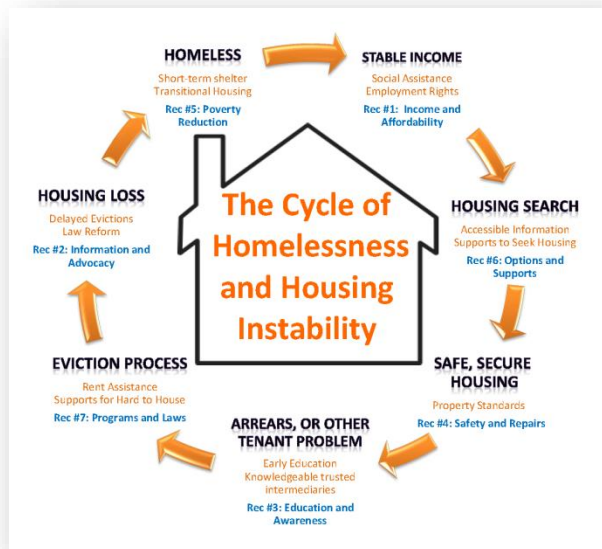 HOMELESS
Short-term shelter
Transitional Housing
Rec #5: Poverty
Reduction
STABLE INCOME
Social Assistance
Employment Rights
Rec #1: Income and
Affordability
HOUSING SEARCH
Accessible Information
Supports to Seek Housing
Rec #6: Options and
Supports
SAFE, SECURE
HOUSING
Property Standards
Rec #4: Safety and Repairs
ARREARS, OR OTHER
TENANT PROBLEM
Early Education
Knowledgeable trusted
intermediaries
Rec #3: Education and
Awareness
EVICTION PROCESS
Rent Assistance
Supports for Hard to House
Rec #7: Programs and Laws
HOUSING LOSS
Delayed Evictions
Law Reform
Rec #2: Information and
Advocacy
The Cycle of
Homelessness
and Housing
Instability